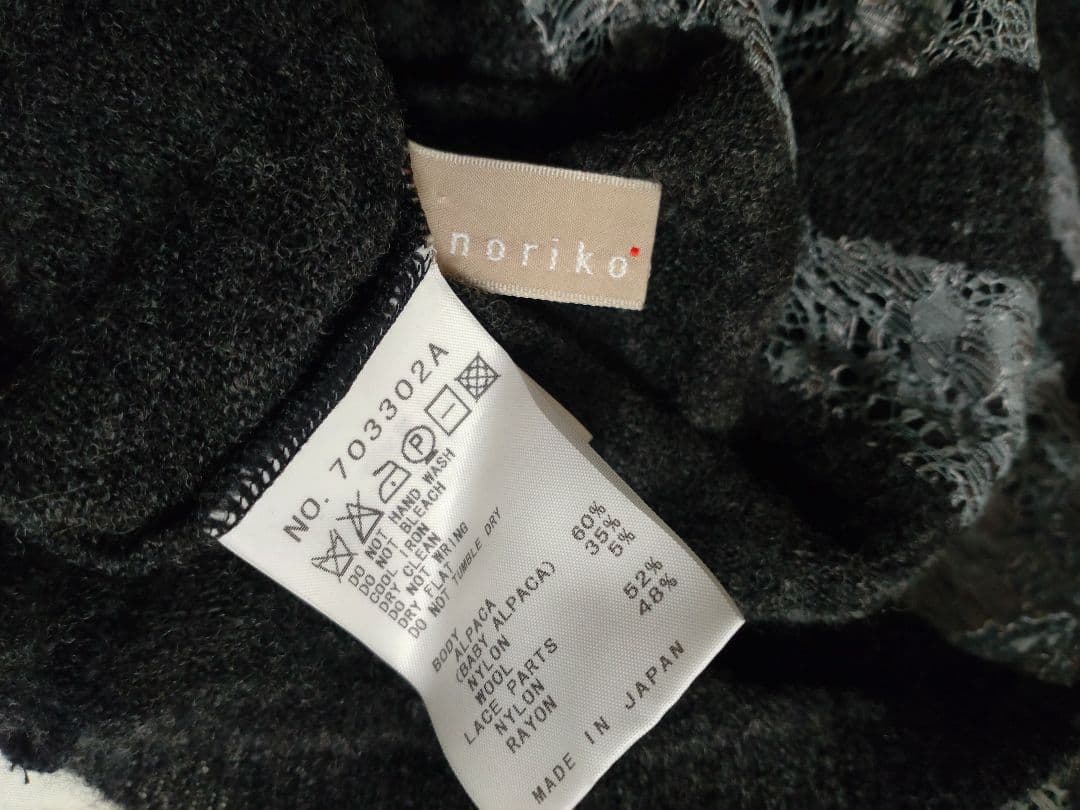 noriko
NO. 703302A
P
DO NOT HAND WASH
DO NOT BLEACH
COOL IRON
DRY CLEAN
DO NOT WRING
DRY FLAT
DO NOT TUMBLE DRY
BODY
ALPACA 60%
(BABY ALPACA)
NYLON 35%
WOOL 5%
LACE PARTS
NYLON 52%
RAYON 48%
MADE IN JAPAN